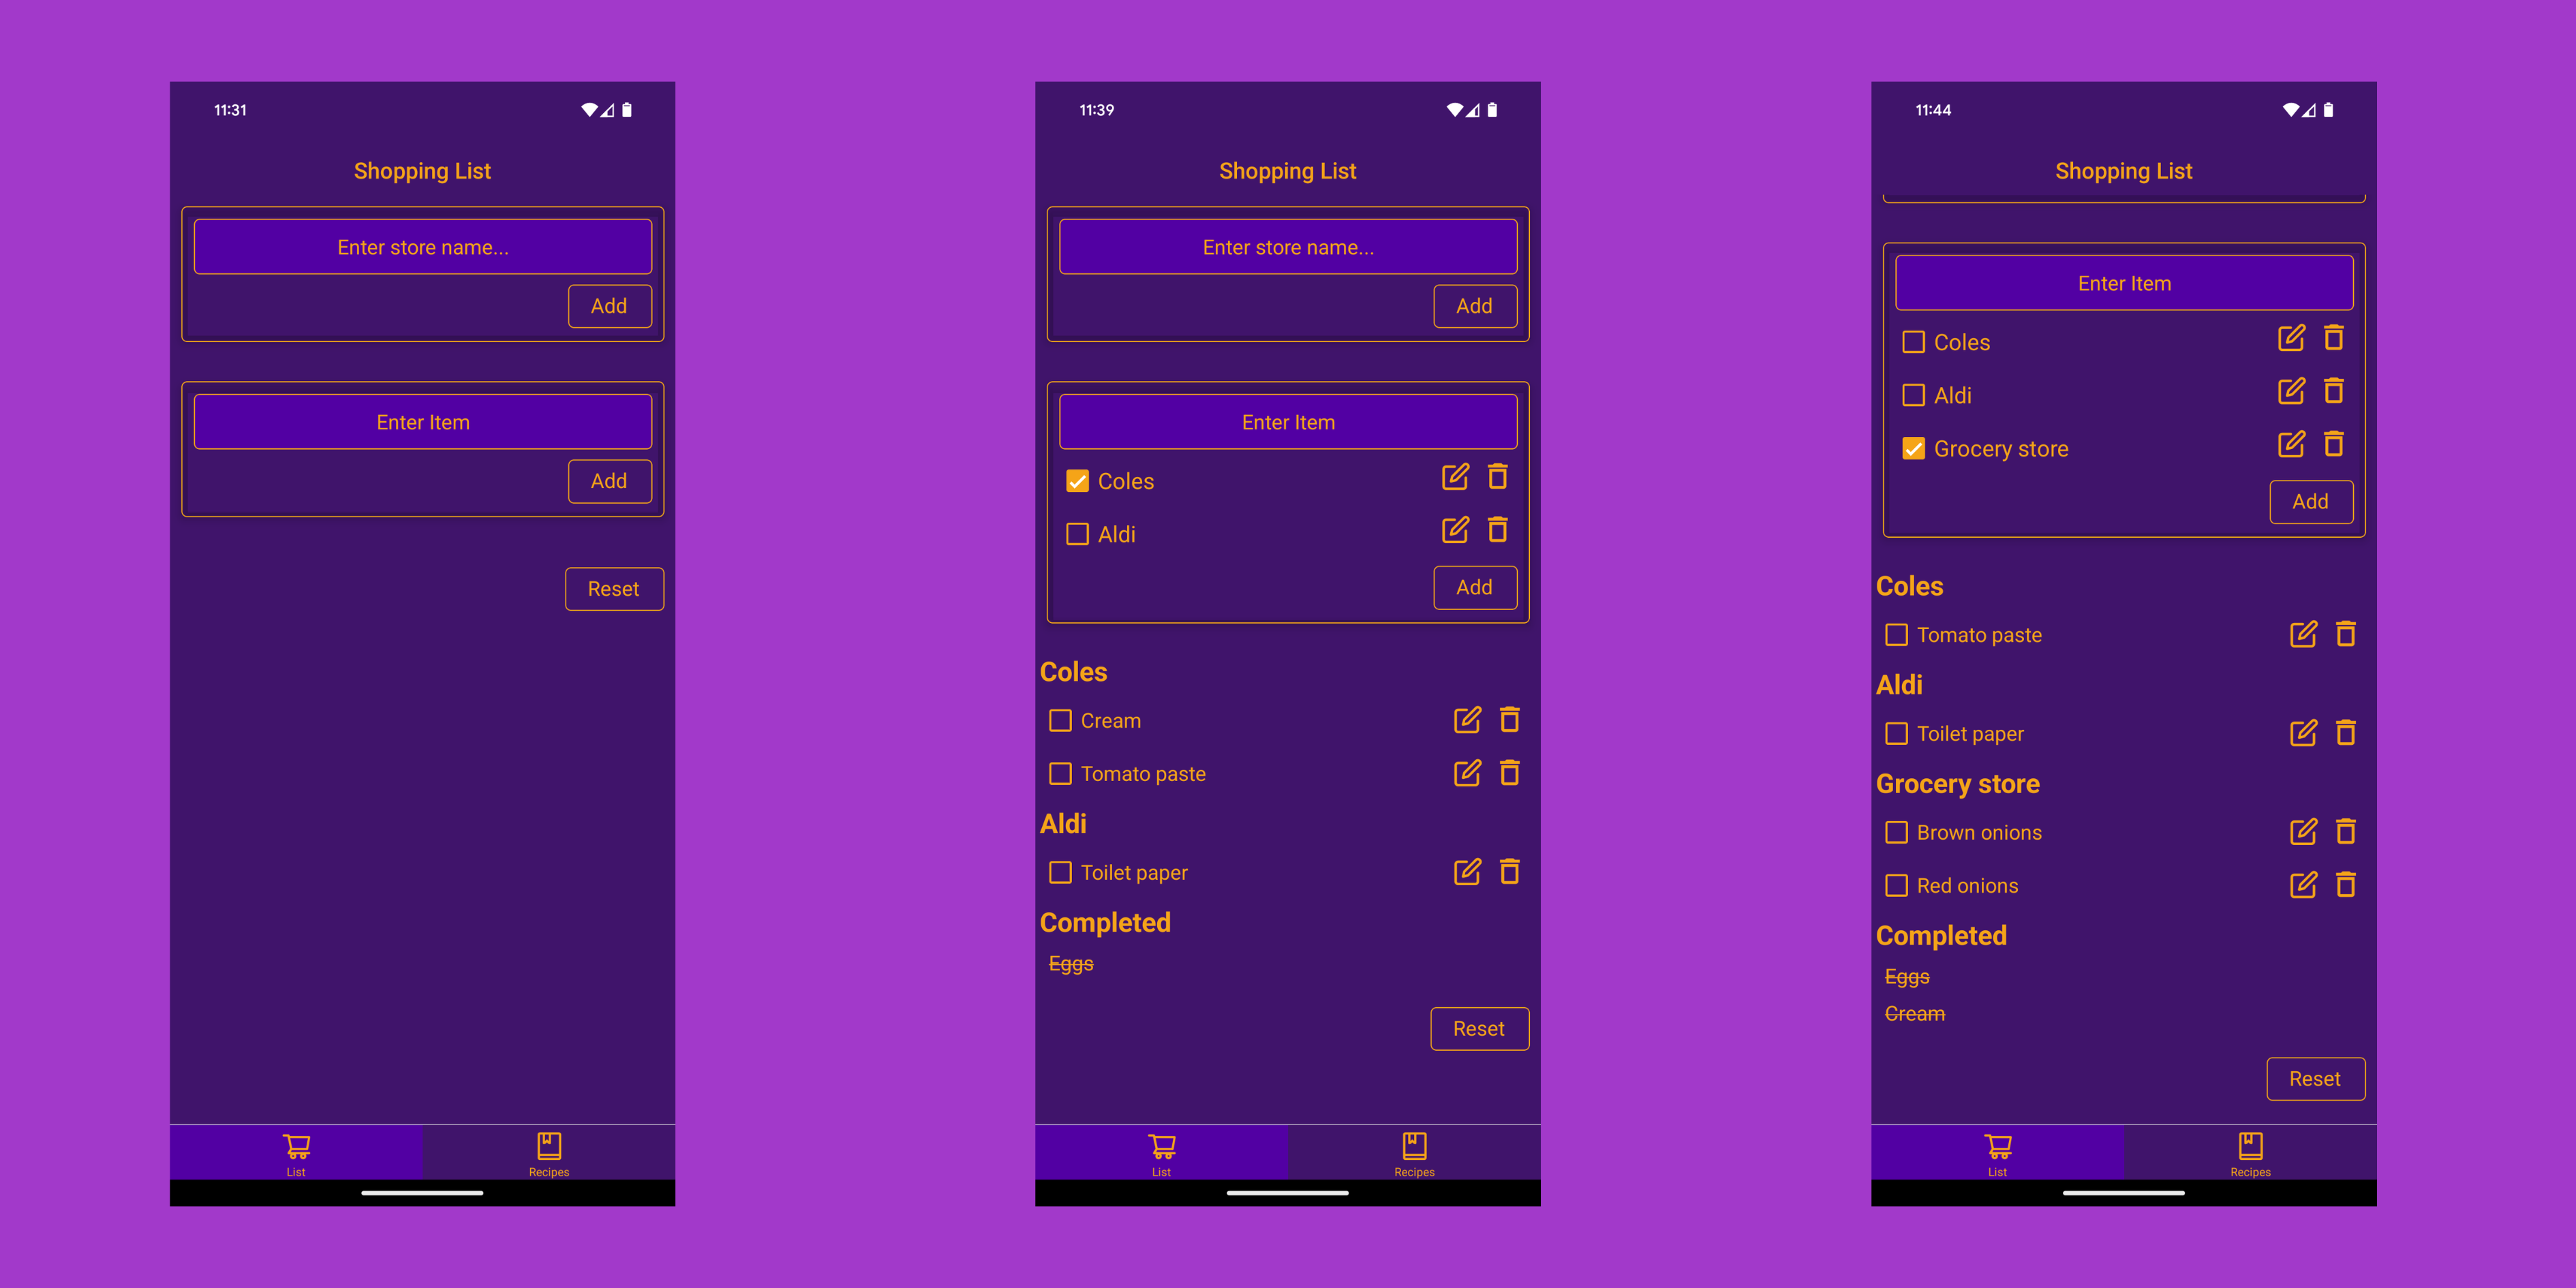 11:31
Shopping List
Enter store name...
Add
Enter Item
Add
Reset
List
Recipes
11:39
Shopping List
Enter store name...
Add
Enter Item
Coles
Aldi
Add
Coles
Cream
Tomato paste
Aldi
Toilet paper
Completed
Eggs
Reset
List
Recipes
11:44
Shopping List
Enter Item
Coles
Aldi
Grocery store
Add
Coles
Tomato paste
Aldi
Toilet paper
Grocery store
Brown onions
Red onions
Completed
Eggs
Cream
Reset
List
Recipes